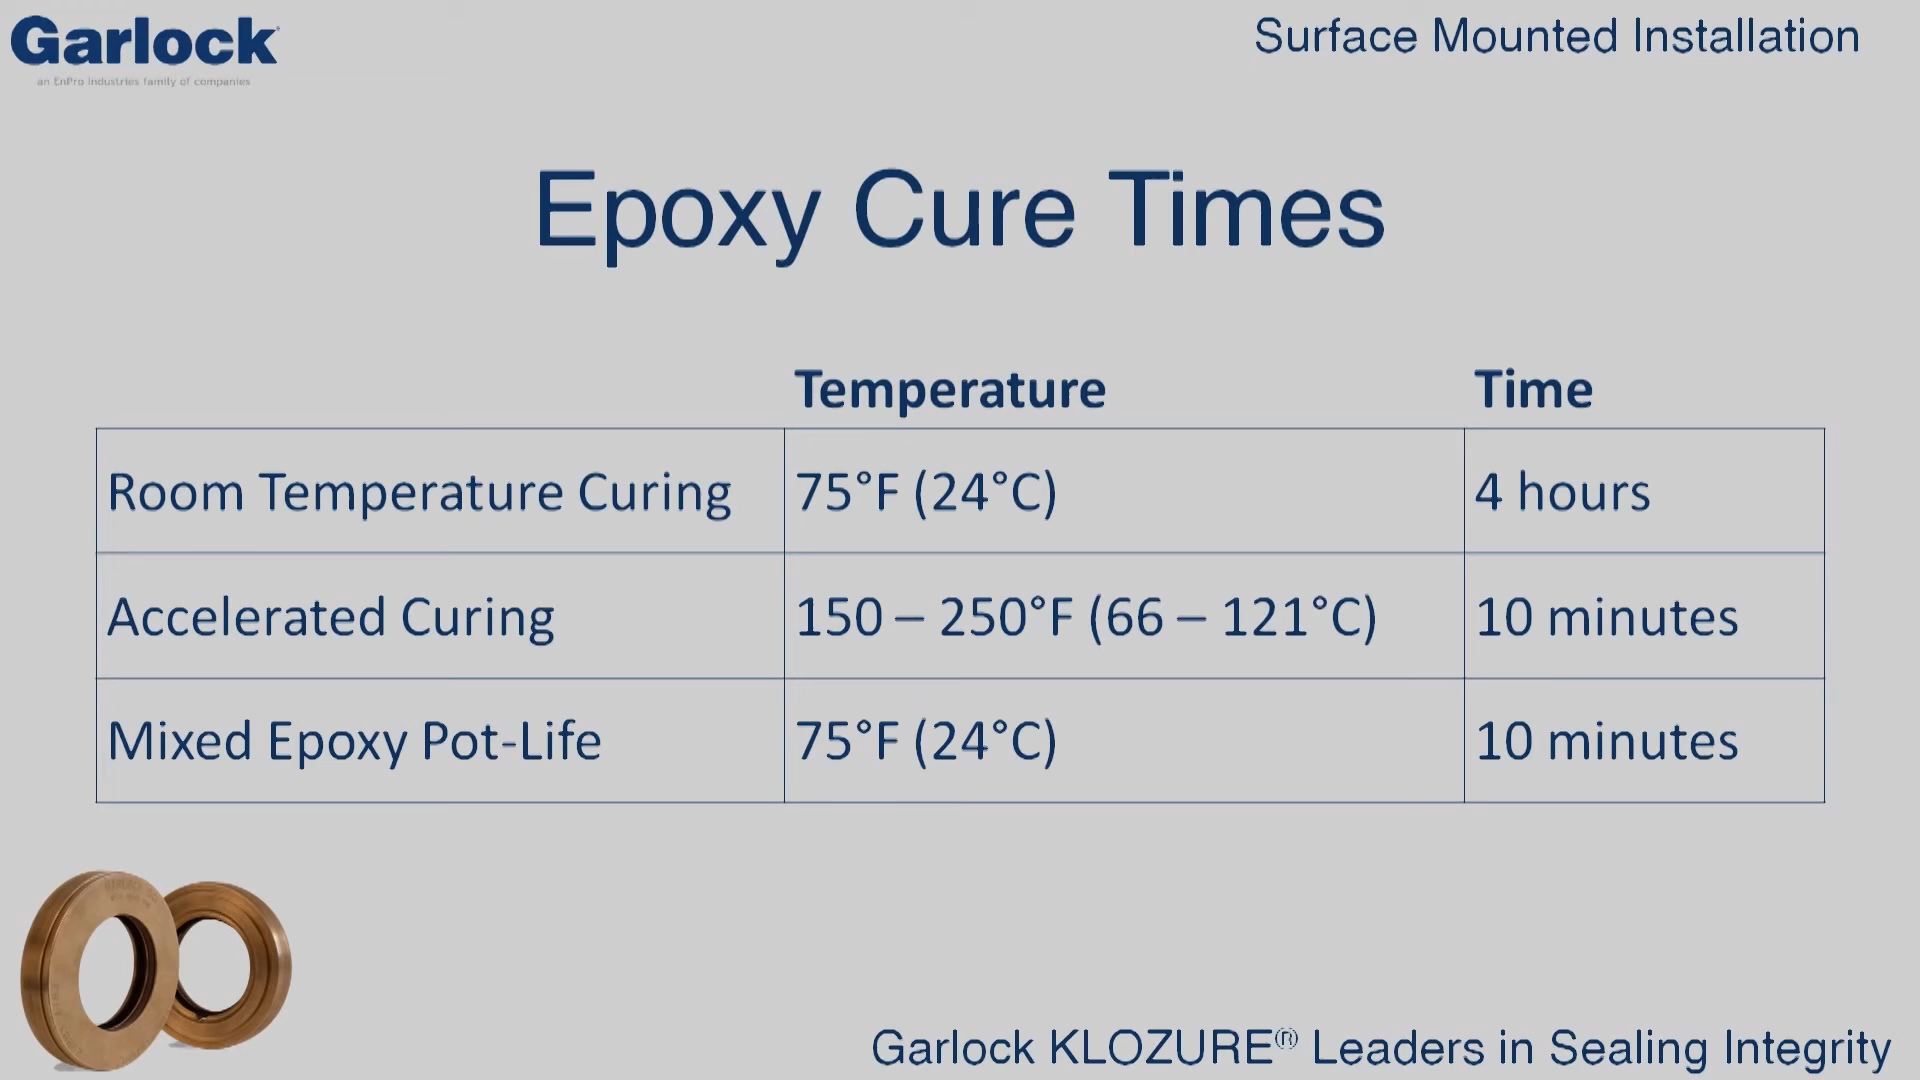 Garlock
an EnPro Industries family of companies
Surface Mounted Installation
Epoxy Cure Times
Temperature Time
Room Temperature Curing 75°F (24°C) 4 hours
Accelerated Curing 150 – 250°F (66 – 121°C) 10 minutes
Mixed Epoxy Pot-Life 75°F (24°C) 10 minutes
Garlock KLOZURE® Leaders in Sealing Integrity